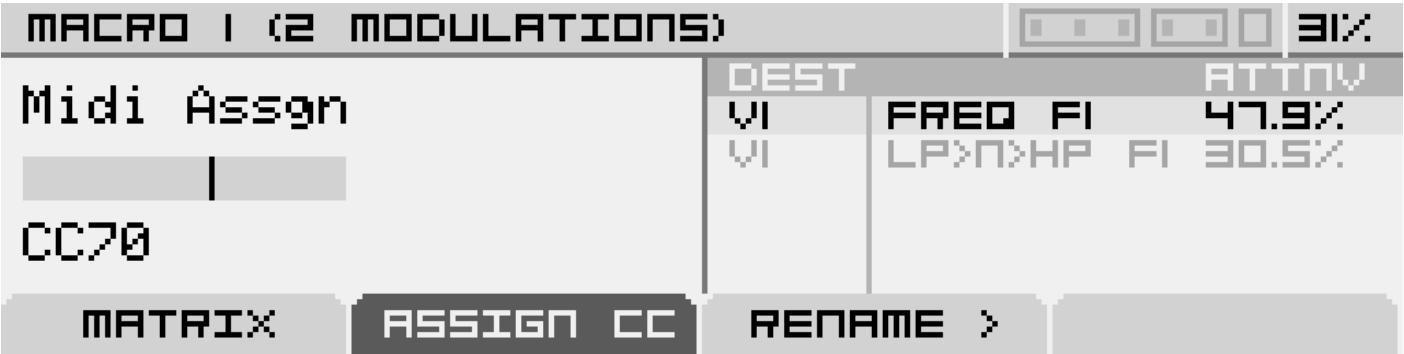 MACRO 1 (2 MODULATIONS) 31%
Midi Assgn
CC70
DEST ATTNV
V1 FREQ F1 47.9%
V1 LP>N>HP F1 30.5%
MATRIX ASSIGN CC RENAME >